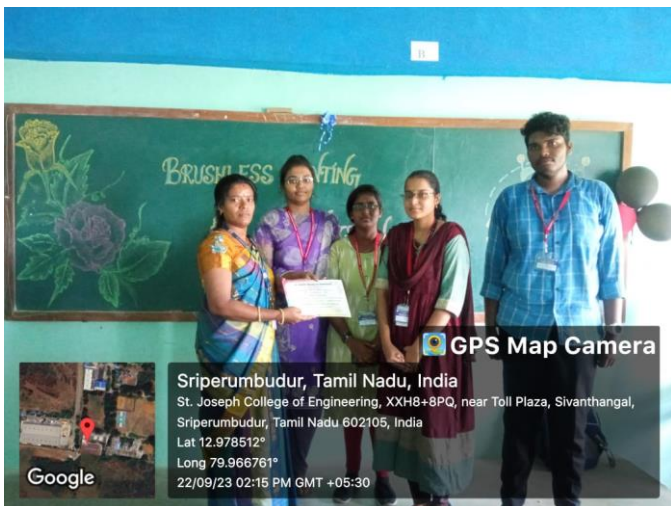 B
BRUSHLESS
GPS Map Camera
Sriperumbudur, Tamil Nadu, India
St. Joseph College of Engineering, XXH8+8PQ, near Toll Plaza, Sivanthangal,
Sriperumbudur, Tamil Nadu 602105, India
Lat 12.978512°
Long 79.966761°
22/09/23 02:15 PM GMT +05:30
Google